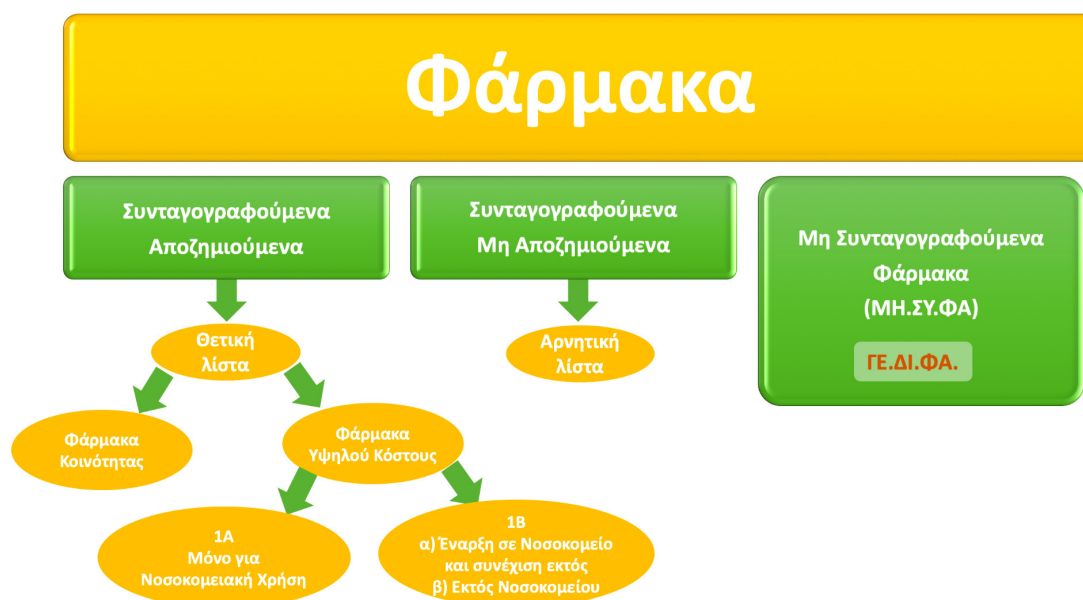 Φάρμακα
Συνταγογραφούμενα
Αποζημιούμενα
Συνταγογραφούμενα
Μη Αποζημιούμενα
Μη Συνταγογραφούμενα
Φάρμακα
(ΜΗ.ΣΥ.ΦΑ)
ΓΕ.ΔΙ.ΦΑ.
Θετική
λίστα
Αρνητική
λίστα
Φάρμακα
Κοινότητας
Φάρμακα
Υψηλού Κόστους
1Α
Μόνο για
Νοσοκομειακή Χρήση
1Β
α) Έναρξη σε Νοσοκομείο
και συνέχιση εκτός
β) Εκτός Νοσοκομείου